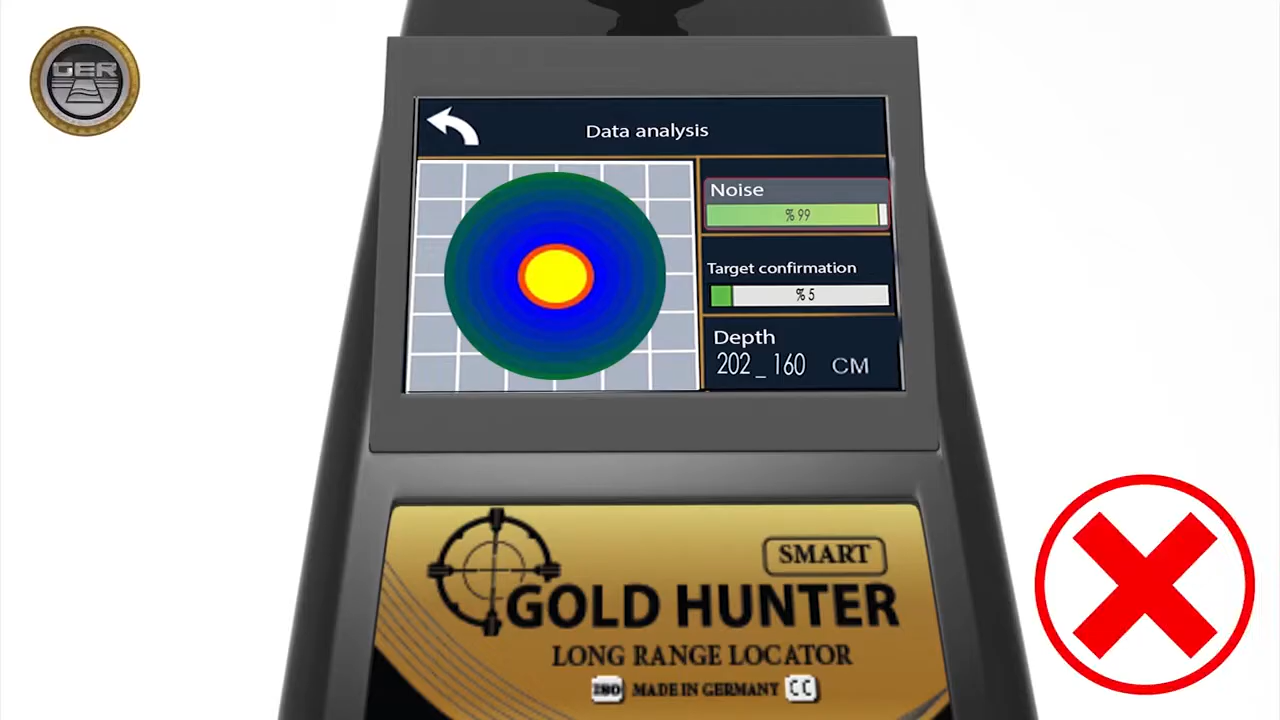 GER
Data analysis
Noise
% 99
Target confirmation
% 5
Depth
202 _ 160 CM
SMART
GOLD HUNTER
LONG RANGE LOCATOR
ISO MADE IN GERMANY CC